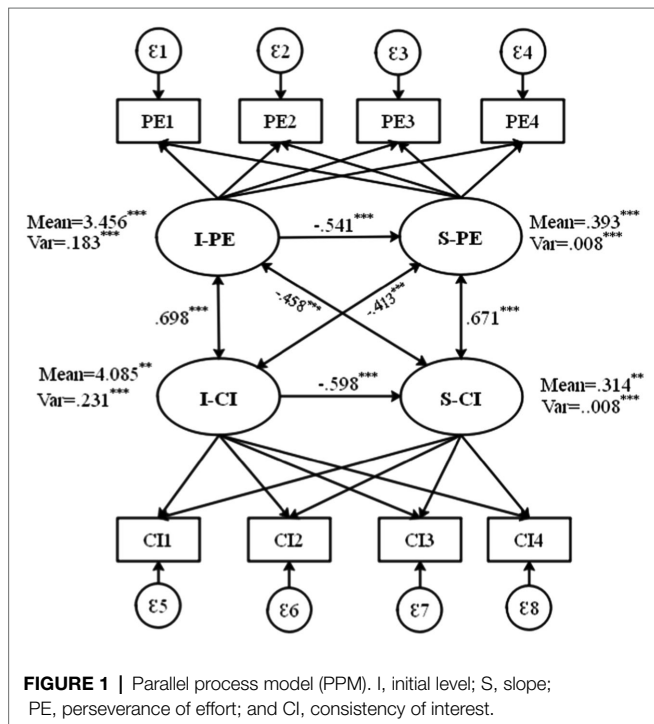 ε1 ε2 ε3 ε4
PE1 PE2 PE3 PE4
Mean=3.456***
Var=.183***
I-PE
-.541***
S-PE
Mean=.393***
Var=.008***
.698***
-.458***
-.413***
.671***
Mean=4.085**
Var=.231***
I-CI
-.598***
S-CI
Mean=.314**
Var=..008***
CI1 CI2 CI3 CI4
ε5 ε6 ε7 ε8
FIGURE 1 | Parallel process model (PPM). I, initial level; S, slope;
PE, perseverance of effort; and CI, consistency of interest.